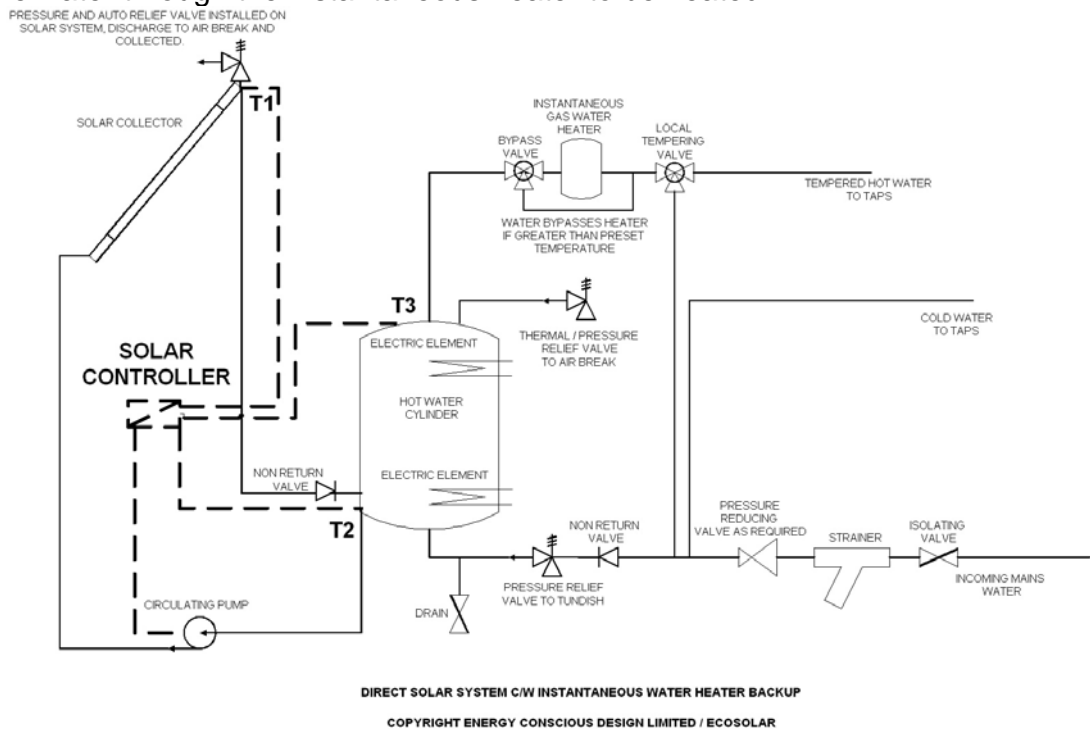 PRESSURE AND AUTO RELIEF VALVE INSTALLED ON
SOLAR SYSTEM, DISCHARGE TO AIR BREAK AND
COLLECTED.
T1
SOLAR COLLECTOR
INSTANTANEOUS
GAS WATER
HEATER
BYPASS
VALVE
LOCAL
TEMPERING
VALVE
TEMPERED HOT WATER
TO TAPS
WATER BYPASSES HEATER
IF GREATER THAN PRESET
TEMPERATURE
T3
COLD WATER
TO TAPS
THERMAL / PRESSURE
RELIEF VALVE
TO AIR BREAK
ELECTRIC ELEMENT
SOLAR
CONTROLLER
HOT WATER
CYLINDER
NON RETURN
VALVE
ELECTRIC ELEMENT
T2
NON RETURN
VALVE
PRESSURE
REDUCING
VALVE AS REQUIRED
STRAINER
ISOLATING
VALVE
INCOMING MAINS
WATER
PRESSURE RELIEF
VALVE TO TUNDISH
DRAIN
CIRCULATING PUMP
DIRECT SOLAR SYSTEM C/W INSTANTANEOUS WATER HEATER BACKUP
COPYRIGHT ENERGY CONSCIOUS DESIGN LIMITED / ECOSOLAR